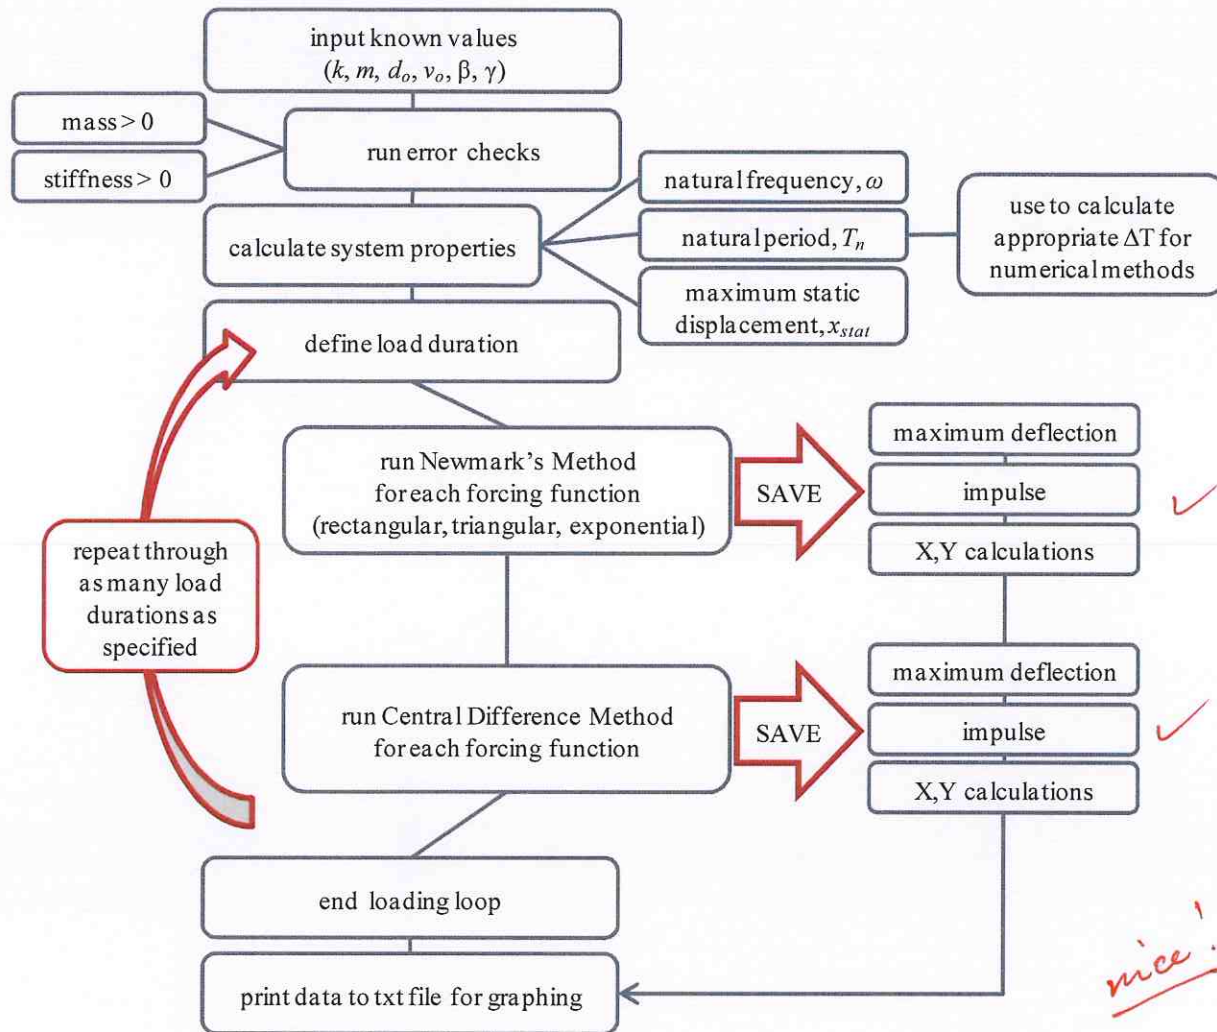 input known values
(k, m, dₒ, vₒ, β, γ)
mass > 0
stiffness > 0
run error checks
calculate system properties
natural frequency, ω
natural period, Tₙ
maximum static
displacement, x_stat
use to calculate
appropriate ΔT for
numerical methods
define load duration
run Newmark's Method
for each forcing function
(rectangular, triangular, exponential)
SAVE
maximum deflection
impulse
X,Y calculations
repeat through
as many load
durations as
specified
run Central Difference Method
for each forcing function
SAVE
maximum deflection
impulse
X,Y calculations
end loading loop
print data to txt file for graphing
nice!